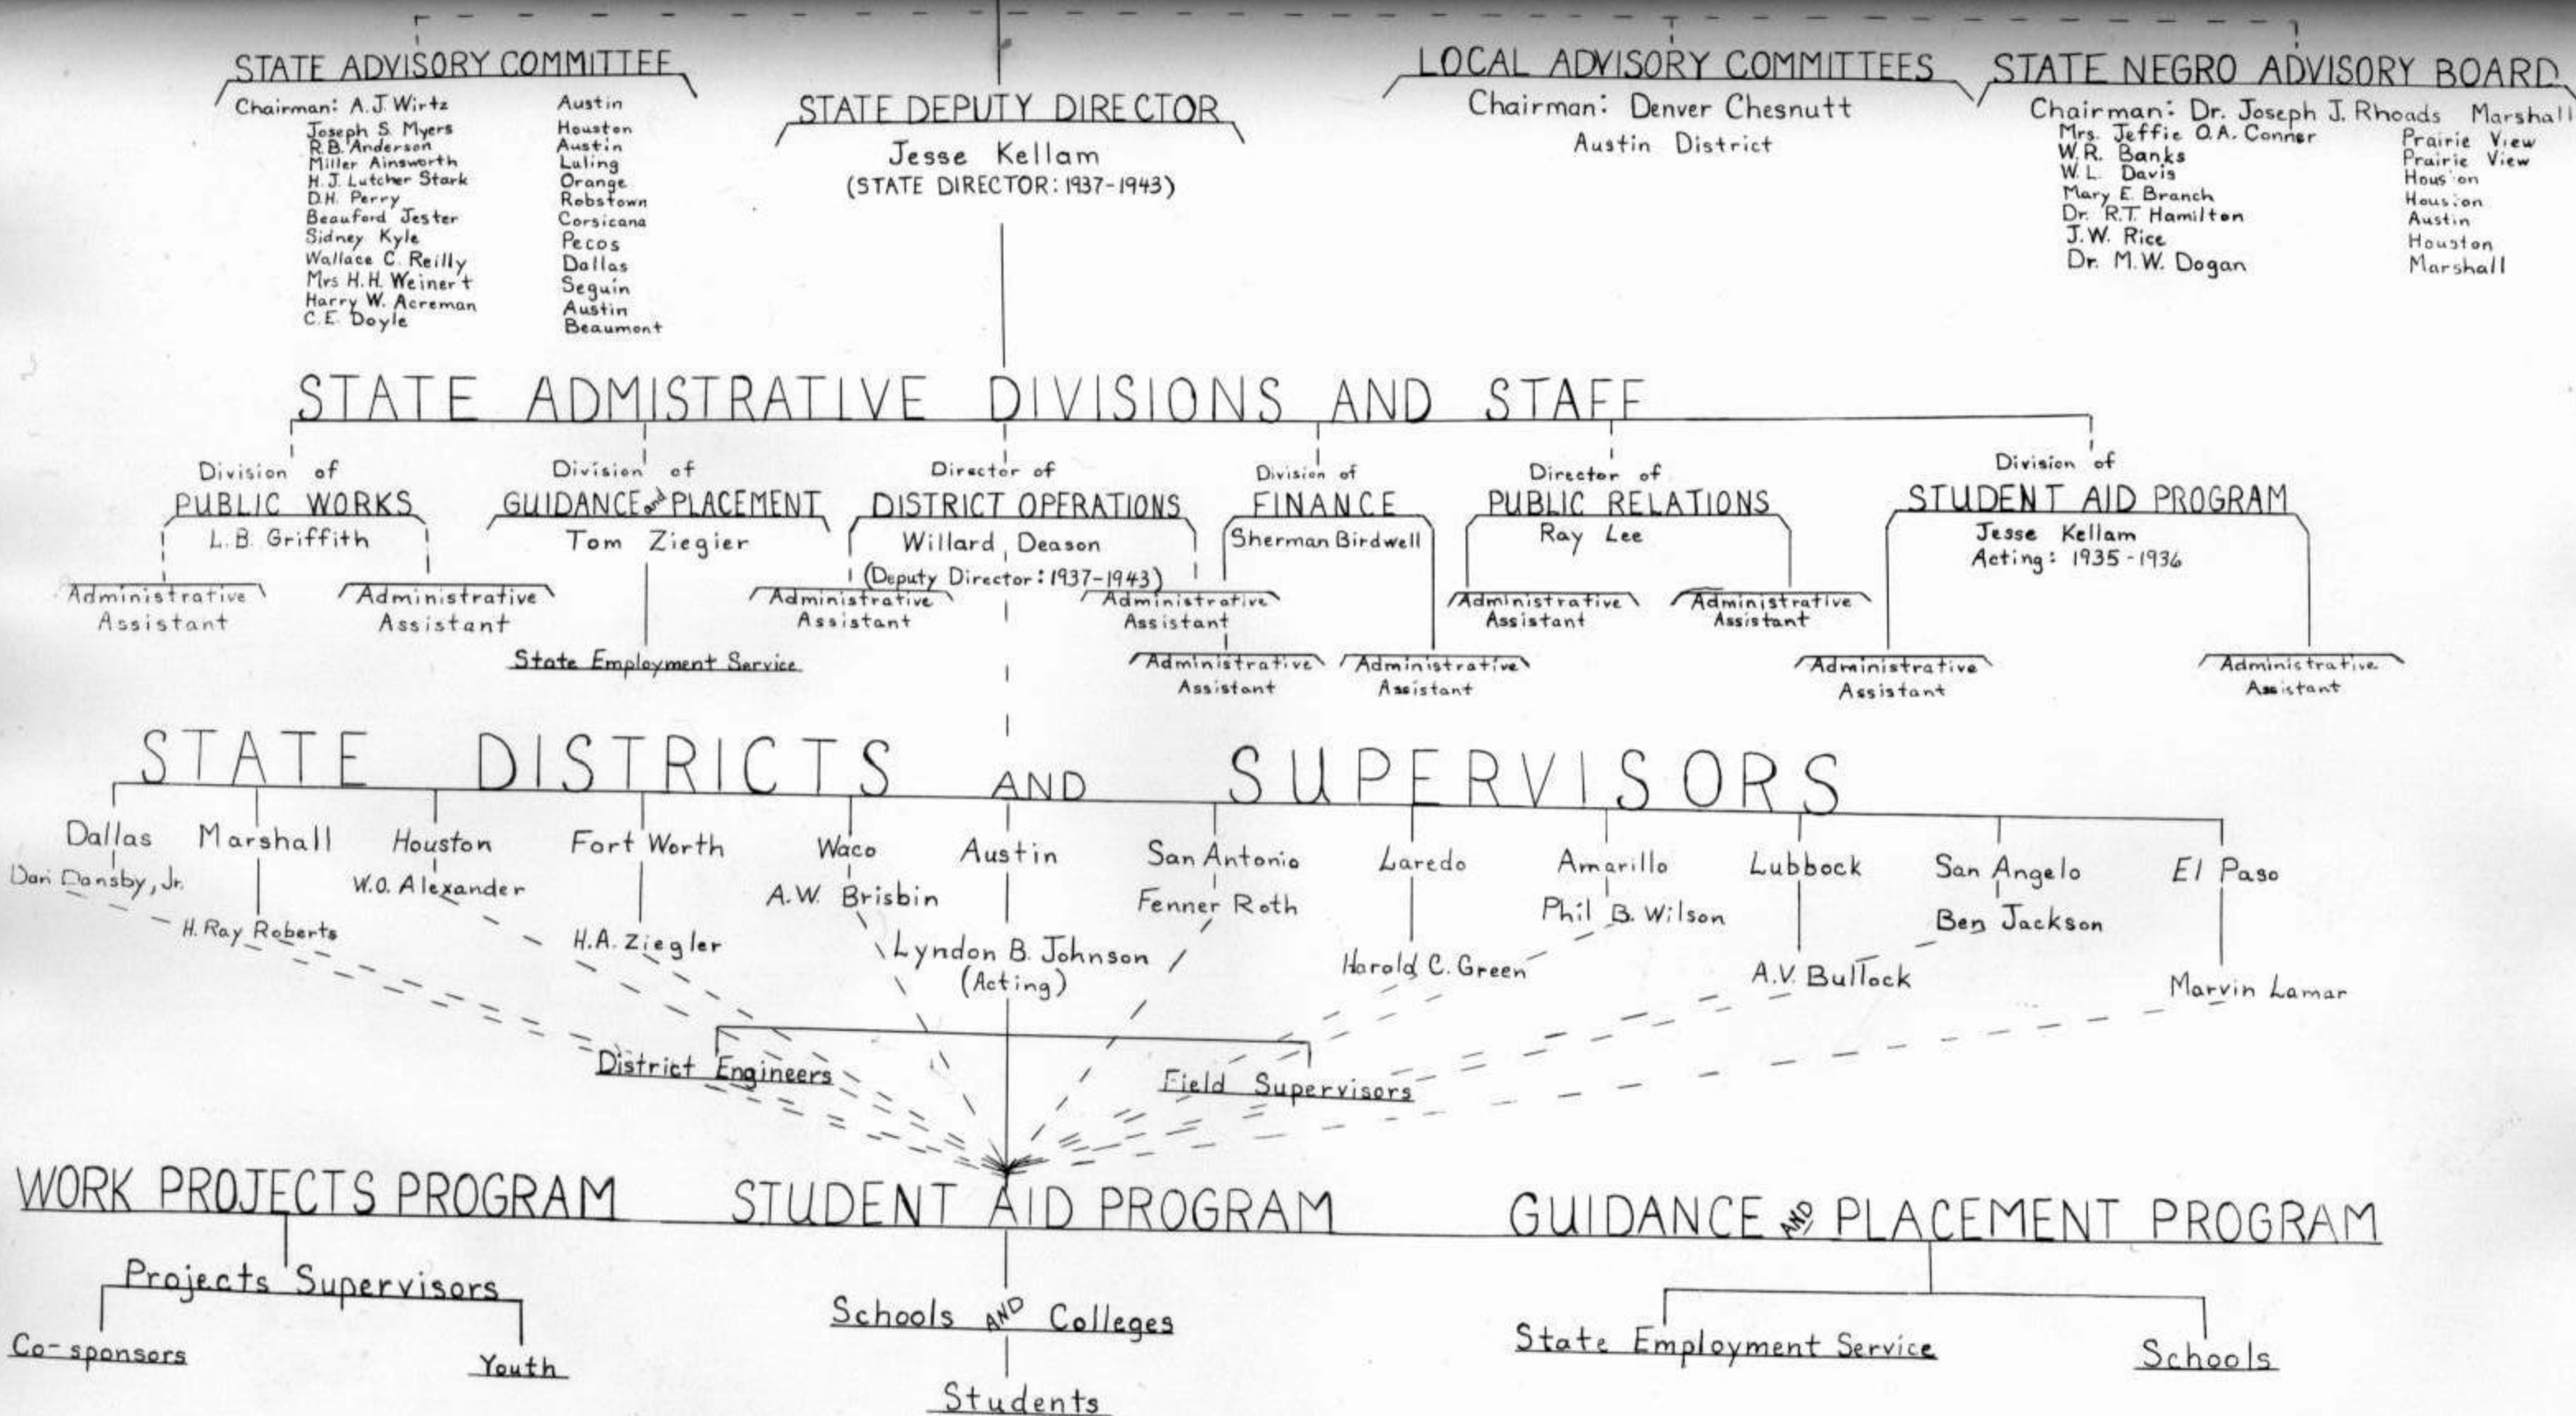 STATE ADVISORY COMMITTEE
Chairman: A.J. Wirtz Austin
Joseph S. Myers Houston
R.B. Anderson Austin
Miller Ainsworth Luling
H.J. Lutcher Stark Orange
D.H. Perry Robstown
Beauford Jester Corsicana
Sidney Kyle Pecos
Wallace C. Reilly Dallas
Mrs H.H. Weinert Seguin
Harry W. Acreman Austin
C.E. Doyle Beaumont
STATE DEPUTY DIRECTOR
Jesse Kellam
(STATE DIRECTOR: 1937-1943)
LOCAL ADVISORY COMMITTEES
Chairman: Denver Chesnutt
Austin District
STATE NEGRO ADVISORY BOARD
Chairman: Dr. Joseph J. Rhoads Marshall
Mrs. Jeffie O.A. Conner Prairie View
W.R. Banks Prairie View
W.L. Davis Houston
Mary E. Branch Houston
Dr. R.T. Hamilton Austin
J.W. Rice Houston
Dr. M.W. Dogan Marshall
STATE ADMISTRATIVE DIVISIONS AND STAFF
Division of
PUBLIC WORKS
L.B. Griffith
Administrative
Assistant
Administrative
Assistant
Division of
GUIDANCE and PLACEMENT
Tom Ziegier
State Employment Service
Director of
DISTRICT OPERATIONS
Willard Deason
(Deputy Director: 1937-1943)
Administrative
Assistant
Administrative
Assistant
Division of
FINANCE
Sherman Birdwell
Administrative
Assistant
Administrative
Assistant
Director of
PUBLIC RELATIONS
Ray Lee
Administrative
Assistant
Administrative
Assistant
Division of
STUDENT AID PROGRAM
Jesse Kellam
Acting: 1935-1936
Administrative
Assistant
Administrative
Assistant
STATE DISTRICTS AND SUPERVISORS
Dallas
Dansby, Jr.
Marshall
H. Ray Roberts
Houston
W.O. Alexander
Fort Worth
H.A. Ziegler
Waco
A.W. Brisbin
Austin
Lyndon B. Johnson
(Acting)
San Antonio
Fenner Roth
Laredo
Harold C. Green
Amarillo
Phil B. Wilson
Lubbock
A.V. Bullock
San Angelo
Ben Jackson
El Paso
Marvin Lamar
District Engineers
Field Supervisors
WORK PROJECTS PROGRAM
Projects Supervisors
Co-sponsors
Youth
STUDENT AID PROGRAM
Schools AND Colleges
Students
GUIDANCE AND PLACEMENT PROGRAM
State Employment Service
Schools